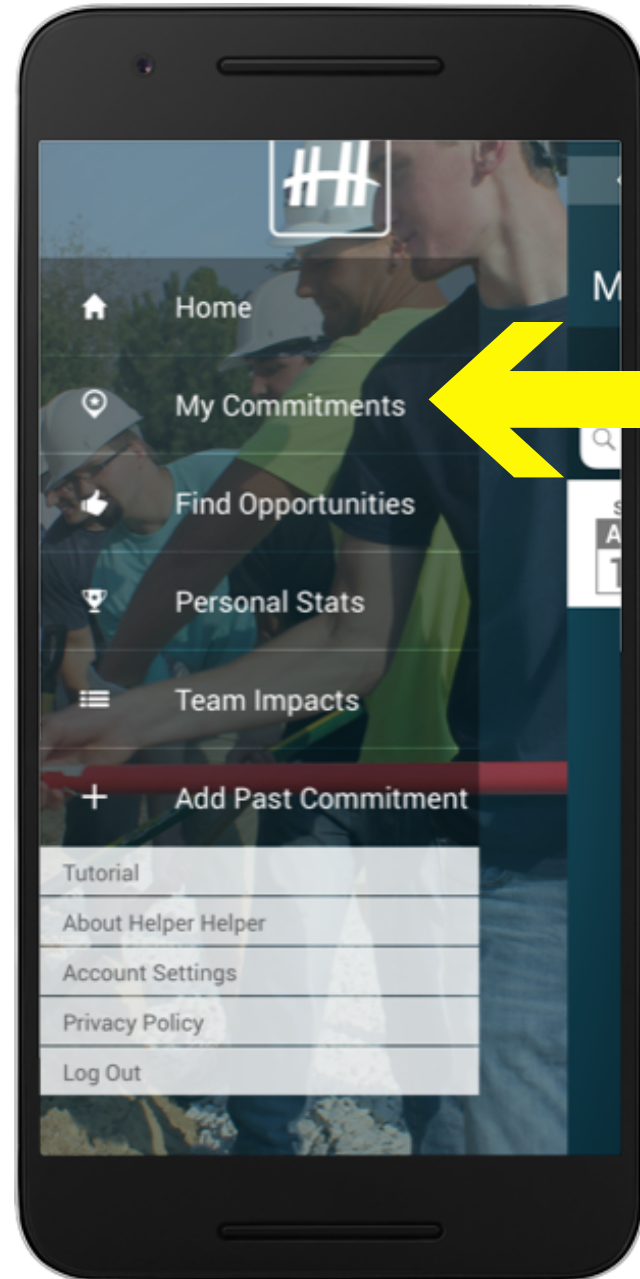 Home
M
My Commitments
Find Opportunities
Personal Stats
Team Impacts
Add Past Commitment
Tutorial
About Helper Helper
Account Settings
Privacy Policy
Log Out